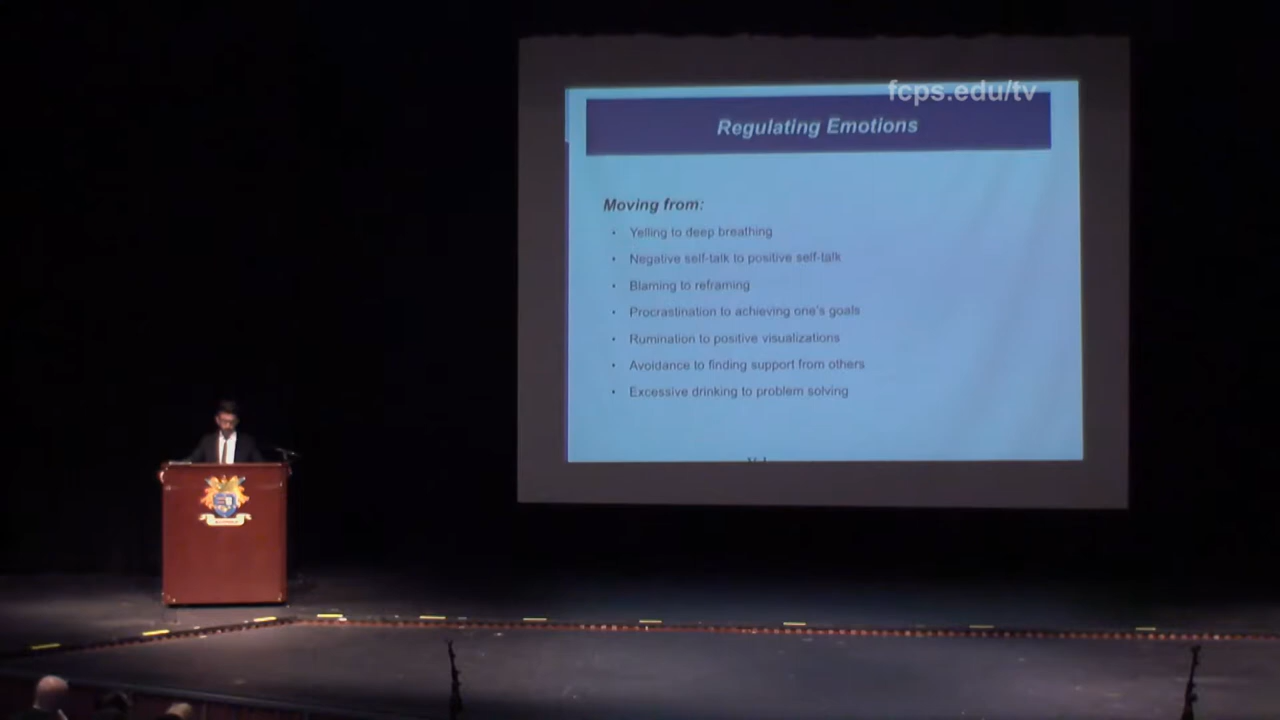 fcps.edu/tv
Regulating Emotions
Moving from:
• Yelling to deep breathing
• Negative self-talk to positive self-talk
• Blaming to reframing
• Procrastination to achieving one's goals
• Rumination to positive visualizations
• Avoidance to finding support from others
• Excessive drinking to problem solving